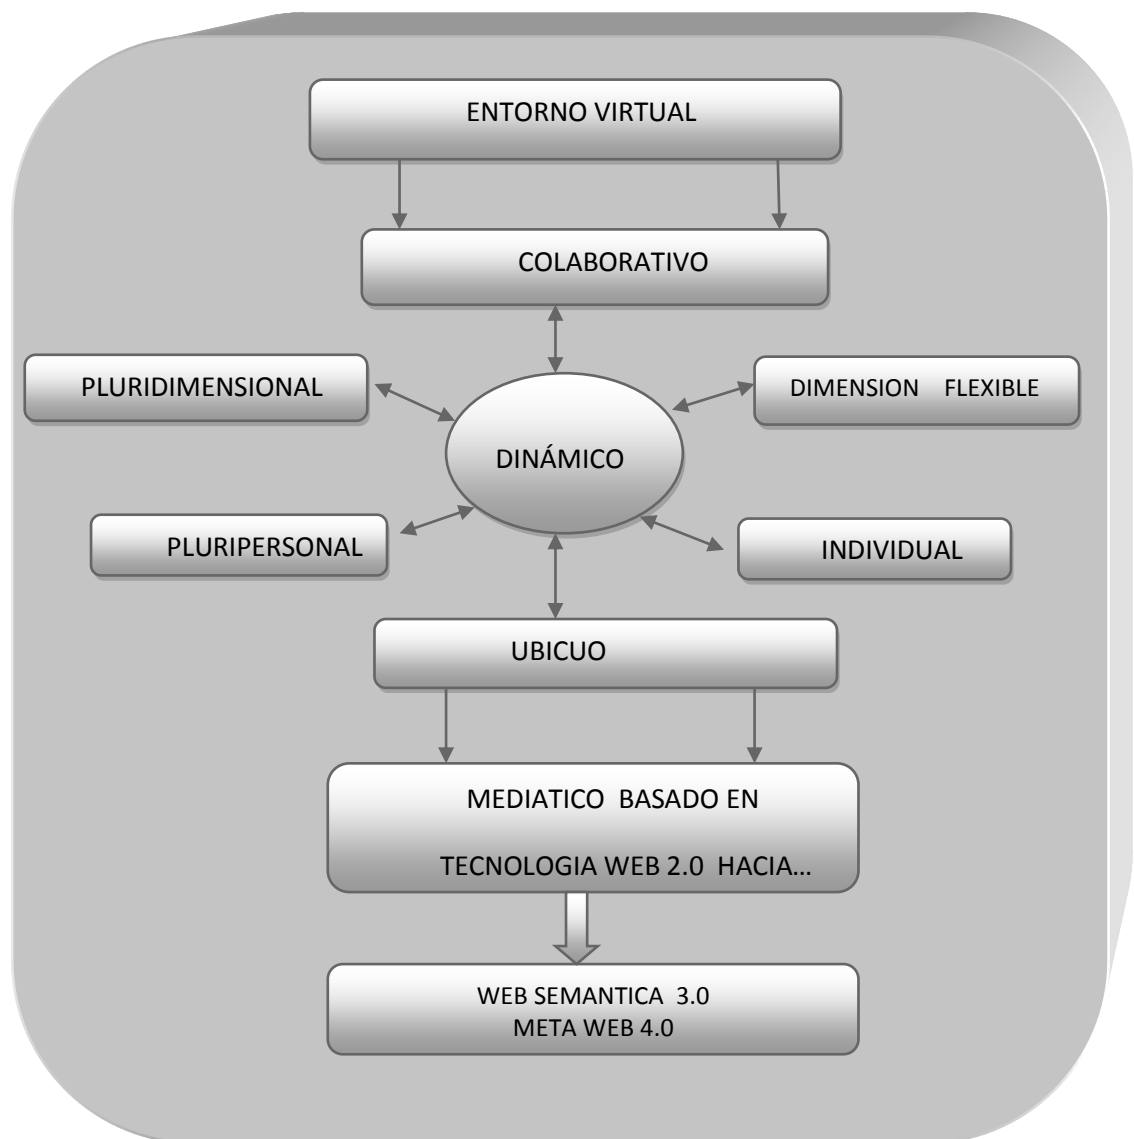 ENTORNO VIRTUAL
COLABORATIVO
PLURIDIMENSIONAL
DIMENSION FLEXIBLE
DINÁMICO
PLURIPERSONAL
INDIVIDUAL
UBICUO
MEDIATICO BASADO EN
TECNOLOGIA WEB 2.0 HACIA...
WEB SEMANTICA 3.0
META WEB 4.0